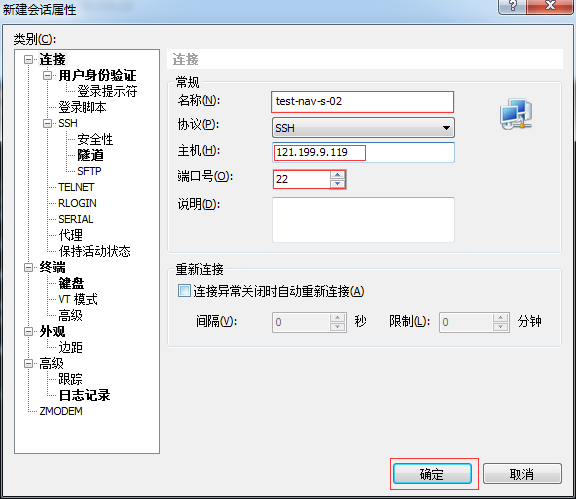 新建会话属性
类别(C):
连接
用户身份验证
登录提示符
登录脚本
SSH
安全性
隧道
SFTP
TELNET
RLOGIN
SERIAL
代理
保持活动状态
终端
键盘
VT 模式
高级
外观
边距
高级
跟踪
日志记录
ZMODEM
连接
常规
名称(N): test-nav-s-02
协议(P): SSH
主机(H): 121.199.9.119
端口号(O): 22
说明(D):
重新连接
连接异常关闭时自动重新连接(A)
间隔(V): 0 秒 限制(L): 0 分钟
确定 取消